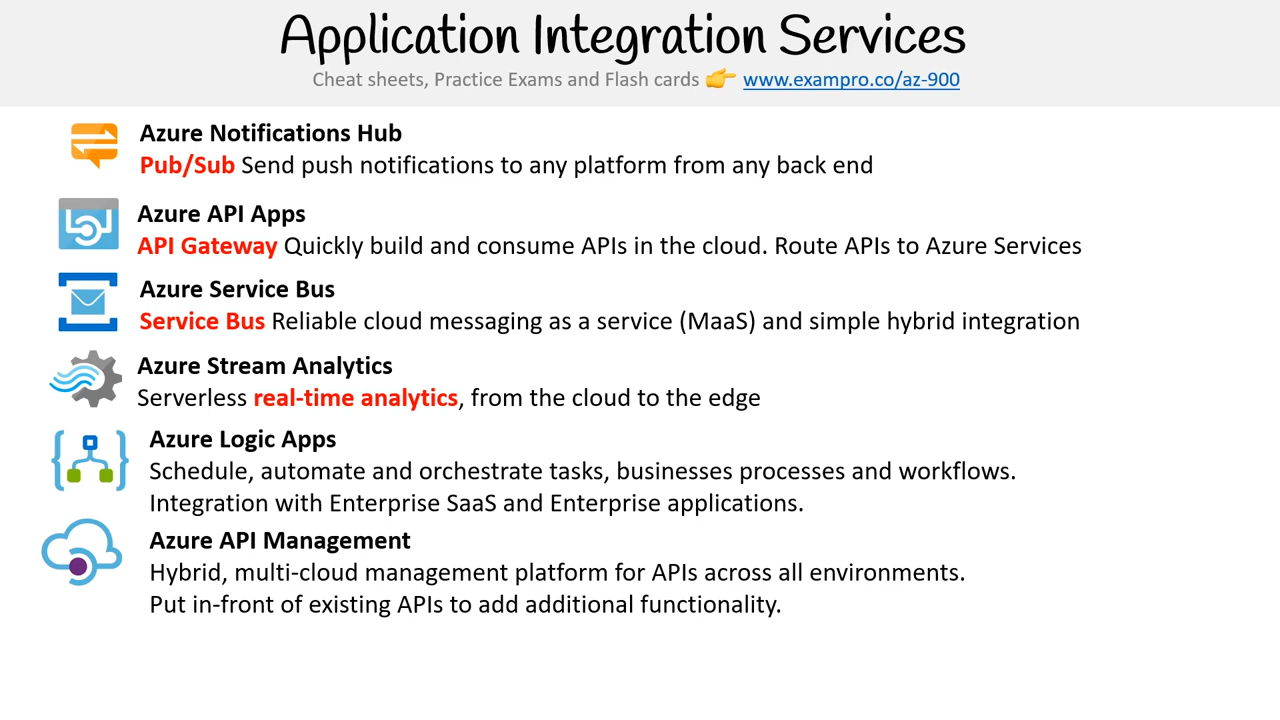 Application Integration Services
Cheat sheets, Practice Exams and Flash cards 👉 www.exampro.co/az-900
Azure Notifications Hub
Pub/Sub Send push notifications to any platform from any back end
Azure API Apps
API Gateway Quickly build and consume APIs in the cloud. Route APIs to Azure Services
Azure Service Bus
Service Bus Reliable cloud messaging as a service (MaaS) and simple hybrid integration
Azure Stream Analytics
Serverless real-time analytics, from the cloud to the edge
Azure Logic Apps
Schedule, automate and orchestrate tasks, businesses processes and workflows.
Integration with Enterprise SaaS and Enterprise applications.
Azure API Management
Hybrid, multi-cloud management platform for APIs across all environments.
Put in-front of existing APIs to add additional functionality.